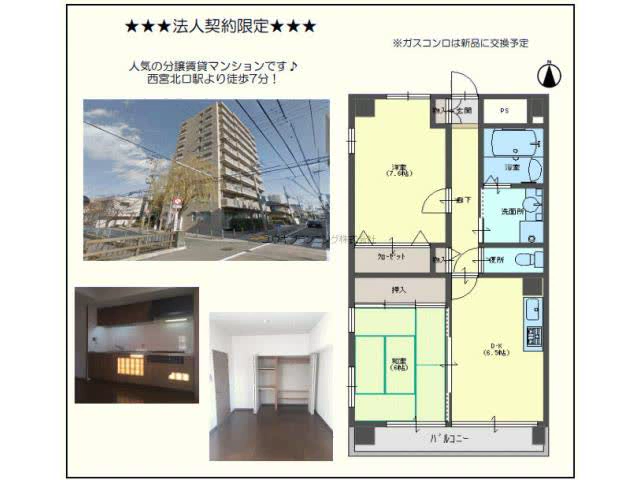 ★★★法人契約限定★★★
※ガスコンロは新品に交換予定
人気の分譲賃貸マンションです♪
西宮北口駅より徒歩7分！
物入
玄関
PS
洋室
(7.6帖)
浴室
廊下
洗面所
クローゼット
物入
便所
押入
和室
(6帖)
D・K
(6.5帖)
バルコニー